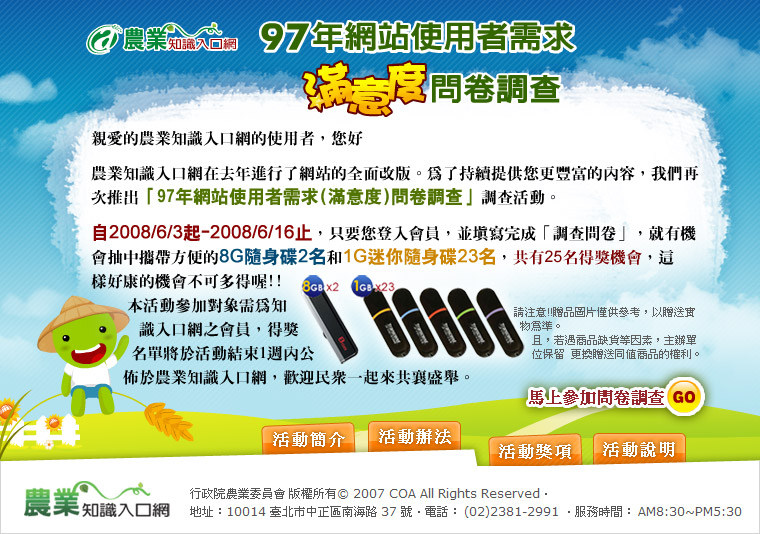 農業知識入口網 97年網站使用者需求
滿意度問卷調查
親愛的農業知識入口網的使用者，您好
農業知識入口網在去年進行了網站的全面改版。為了持續提供您更豐富的內容，我們再
次推出「97年網站使用者需求(滿意度)問卷調查」調查活動。
自2008/6/3起-2008/6/16止，只要您登入會員，並填寫完成「調查問卷」，就有機
會抽中攜帶方便的8G隨身碟2名和1G迷你隨身碟23名，共有25名得獎機會，這
樣好康的機會不可多得喔!!
8GB x2 1GB x23
本活動參加對象需為知
識入口網之會員，得獎
名單將於活動結束1週內公
佈於農業知識入口網，歡迎民眾一起來共襄盛舉。
請注意!!贈品圖片僅供參考，以贈送實
物為準。
且，若遇商品缺貨等因素，主辦單
位保留 更換贈送同值商品的權利。
馬上參加問卷調查 GO
活動簡介 活動辦法 活動獎項 活動說明
農業知識入口網
行政院農業委員會 版權所有© 2007 COA All Rights Reserved・
地址：10014 臺北市中正區南海路 37 號・電話： (02)2381-2991 ・服務時間： AM8:30~PM5:30